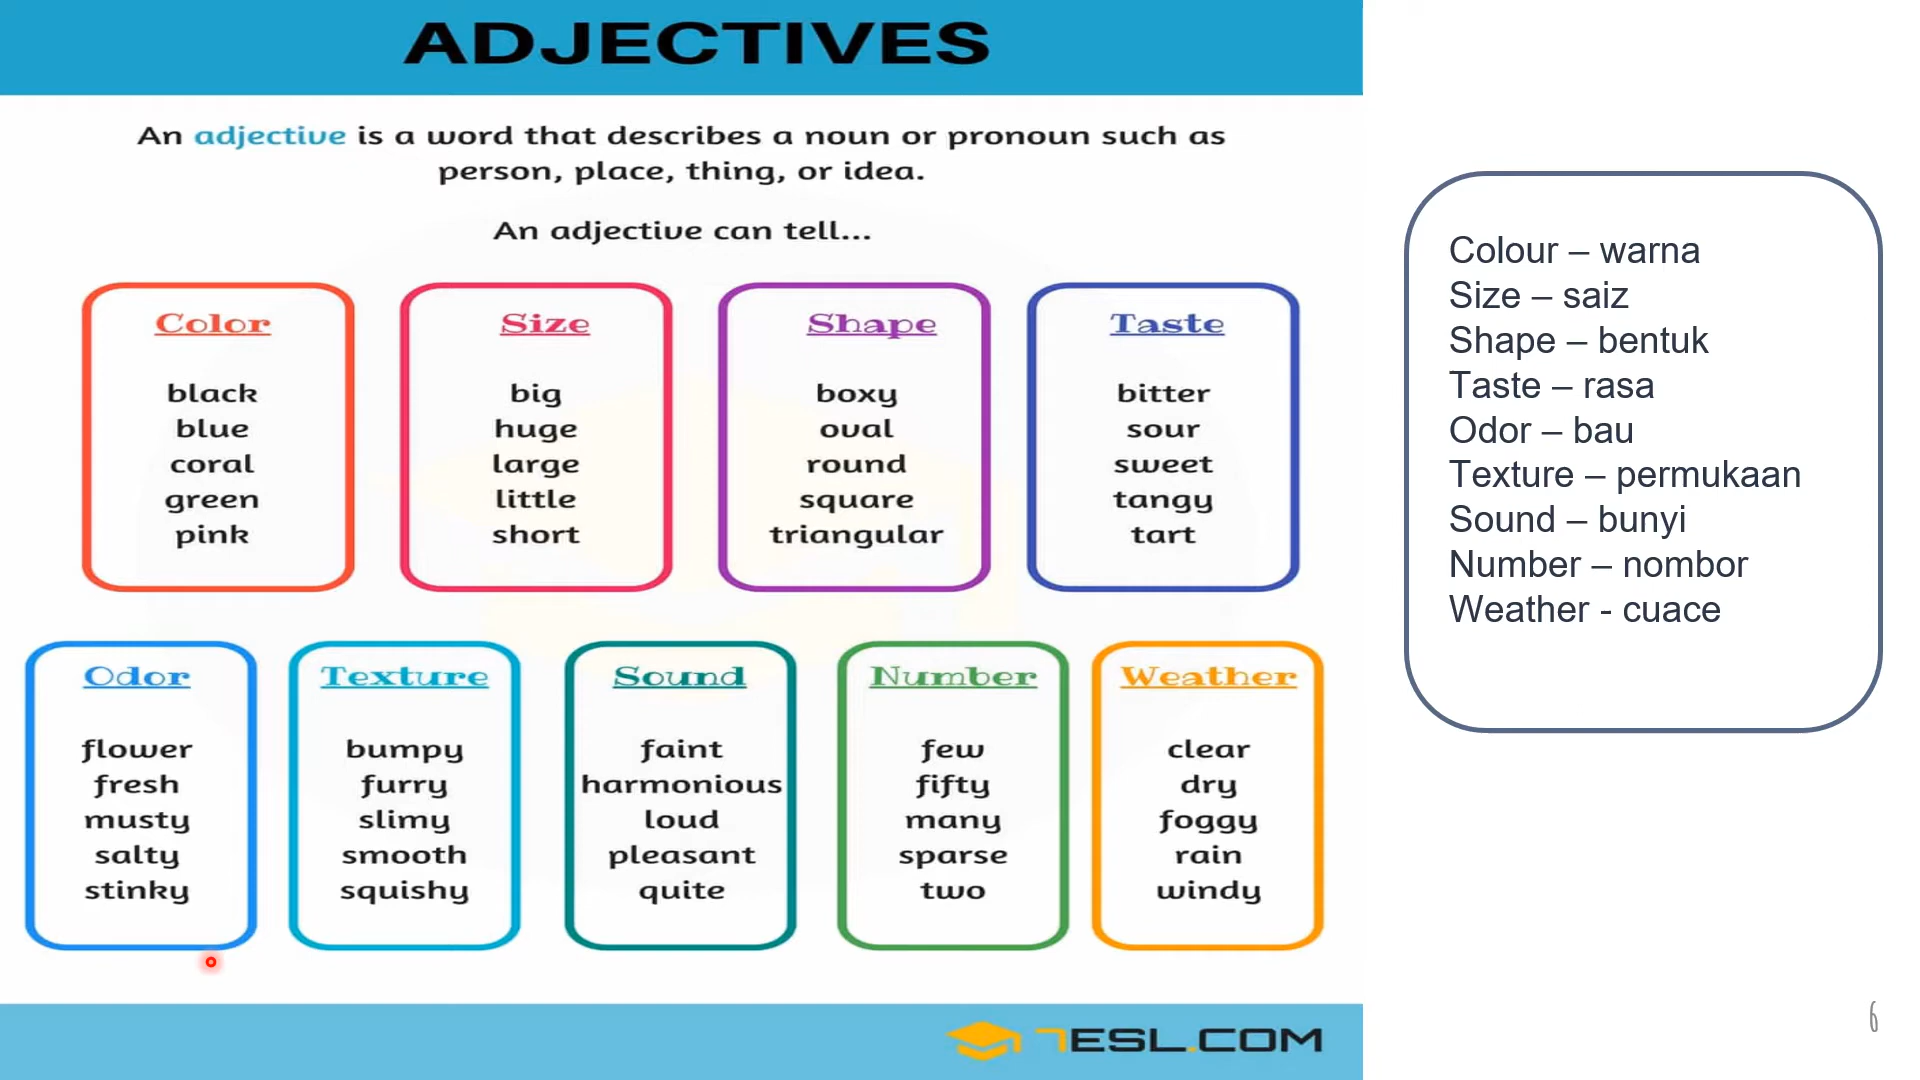 ADJECTIVES
An adjective is a word that describes a noun or pronoun such as
person, place, thing, or idea.
An adjective can tell...
Color
black
blue
coral
green
pink
Size
big
huge
large
little
short
Shape
boxy
oval
round
square
triangular
Taste
bitter
sour
sweet
tangy
tart
Odor
flower
fresh
musty
salty
stinky
Texture
bumpy
furry
slimy
smooth
squishy
Sound
faint
harmonious
loud
pleasant
quite
Number
few
fifty
many
sparse
two
Weather
clear
dry
foggy
rain
windy
7ESL.COM
Colour – warna
Size – saiz
Shape – bentuk
Taste – rasa
Odor – bau
Texture – permukaan
Sound – bunyi
Number – nombor
Weather - cuace
6